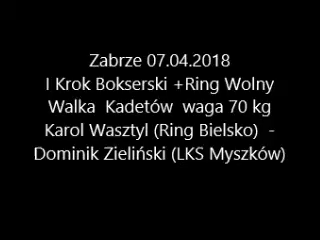 Zabrze 07.04.2018
I Krok Bokserski +Ring Wolny
Walka  Kadetów  waga 70 kg
Karol Wasztyl (Ring Bielsko)  -
Dominik Zieliński (LKS Myszków)